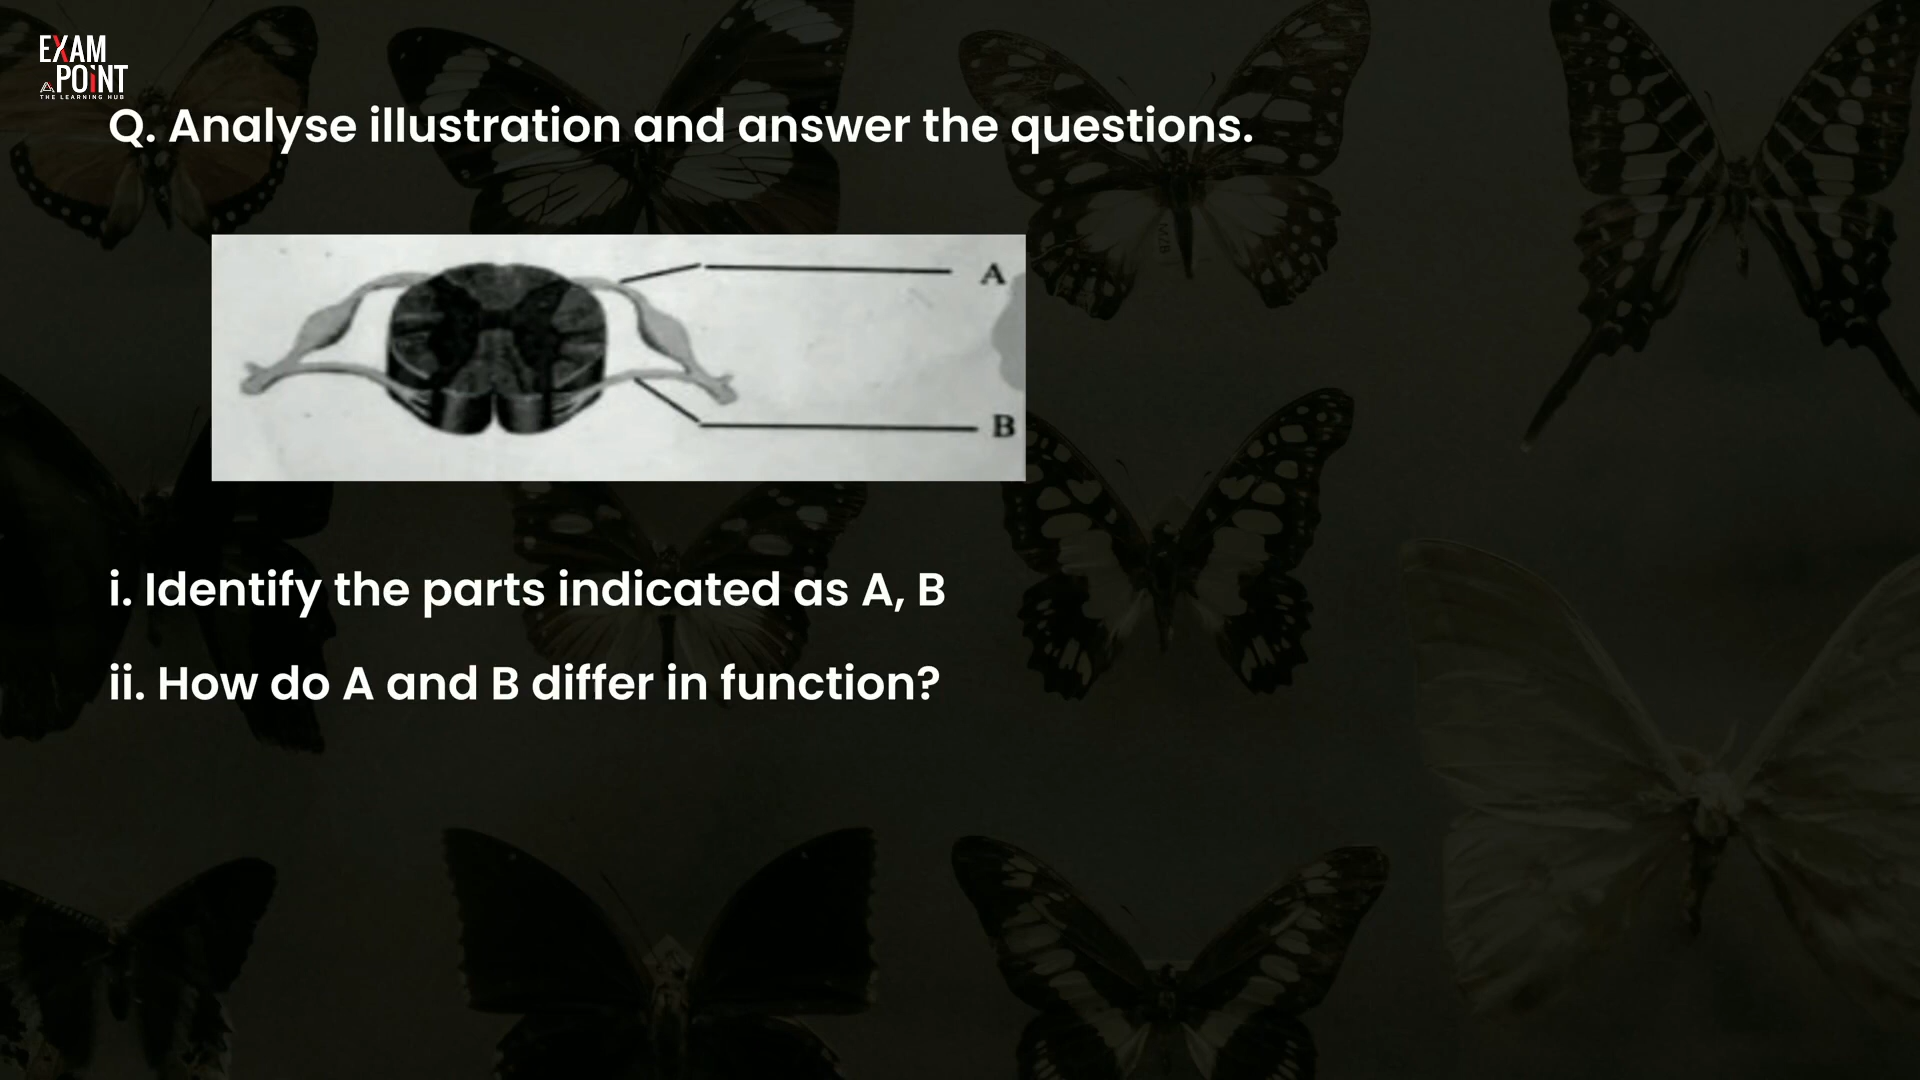 EXAM
POiNT
THE LEARNING HUB
Q. Analyse illustration and answer the questions.
A
B
i. Identify the parts indicated as A, B
ii. How do A and B differ in function?